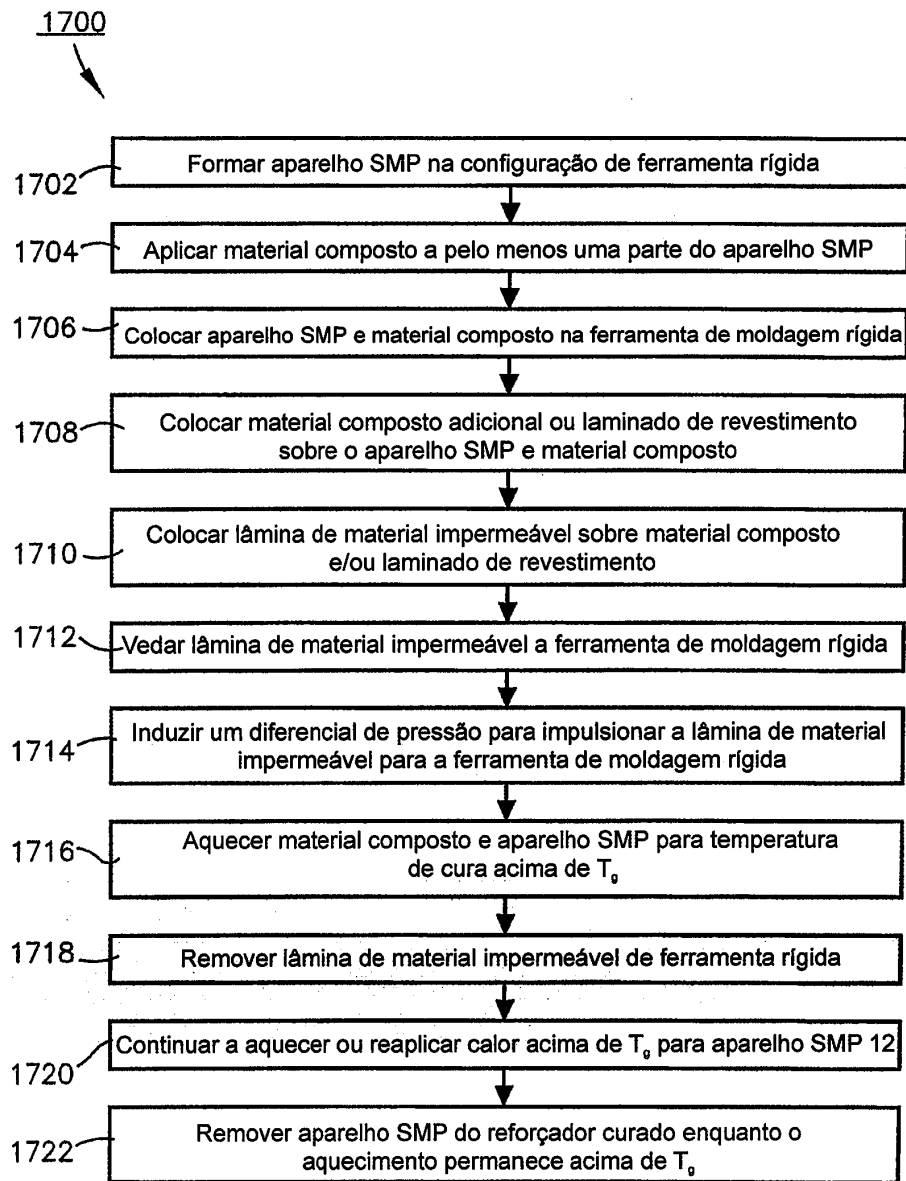 1700
1702
Formar aparelho SMP na configuração de ferramenta rígida
1704
Aplicar material composto a pelo menos uma parte do aparelho SMP
1706
Colocar aparelho SMP e material composto na ferramenta de moldagem rígida
1708
Colocar material composto adicional ou laminado de revestimento
sobre o aparelho SMP e material composto
1710
Colocar lâmina de material impermeável sobre material composto
e/ou laminado de revestimento
1712
Vedar lâmina de material impermeável a ferramenta de moldagem rígida
1714
Induzir um diferencial de pressão para impulsionar a lâmina de material
impermeável para a ferramenta de moldagem rígida
1716
Aquecer material composto e aparelho SMP para temperatura
de cura acima de Tg
1718
Remover lâmina de material impermeável de ferramenta rígida
1720
Continuar a aquecer ou reaplicar calor acima de Tg para aparelho SMP 12
1722
Remover aparelho SMP do reforçador curado enquanto o
aquecimento permanece acima de Tg